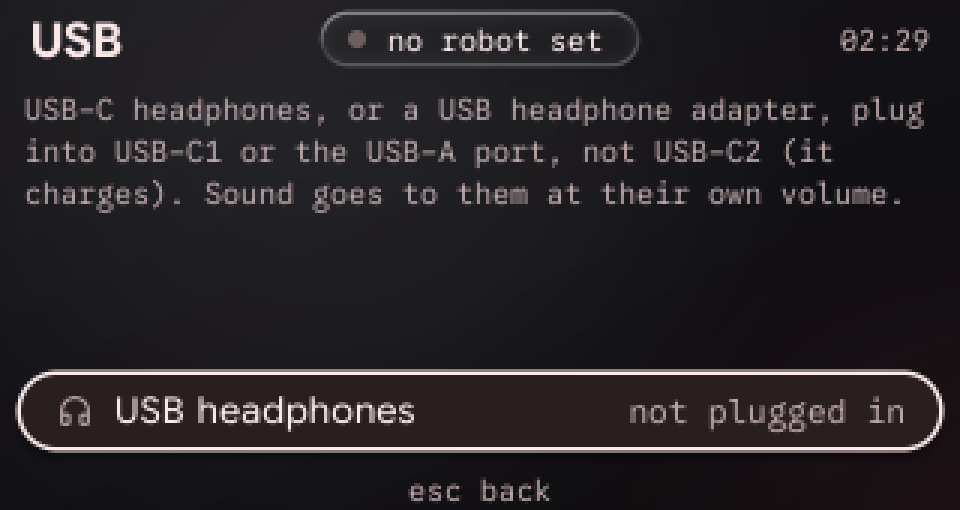 USB
no robot set
02:29
USB-C headphones, or a USB headphone adapter, plug
into USB-C1 or the USB-A port, not USB-C2 (it
charges). Sound goes to them at their own volume.
USB headphones
not plugged in
esc back